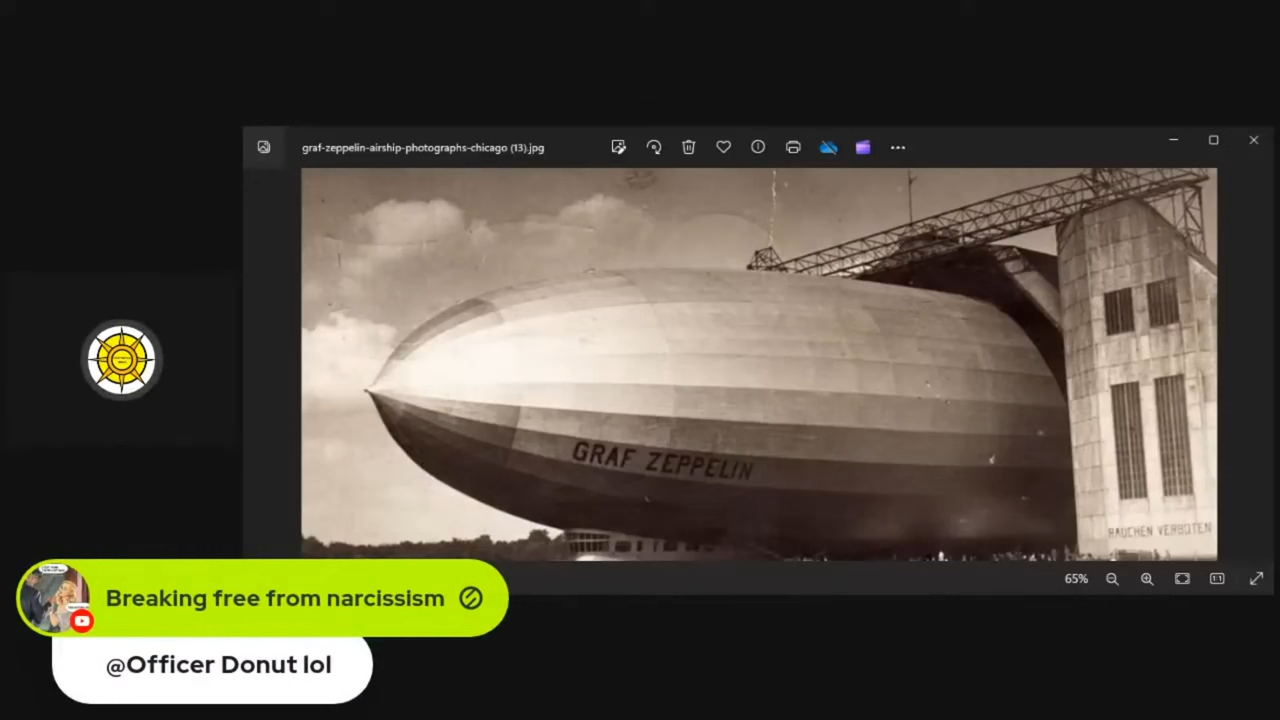 graf-zeppelin-airship-photographs-chicago (13).jpg
GRAF ZEPPELIN
RAUCHEN VERBOTEN
65%
Breaking free from narcissism
@Officer Donut lol